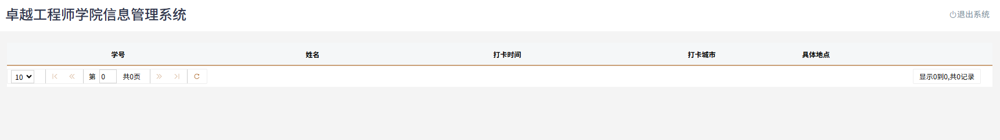 卓越工程师学院信息管理系统
退出系统
学号 姓名 打卡时间 打卡城市 具体地点
10 第 0 共0页 显示0到0,共0记录